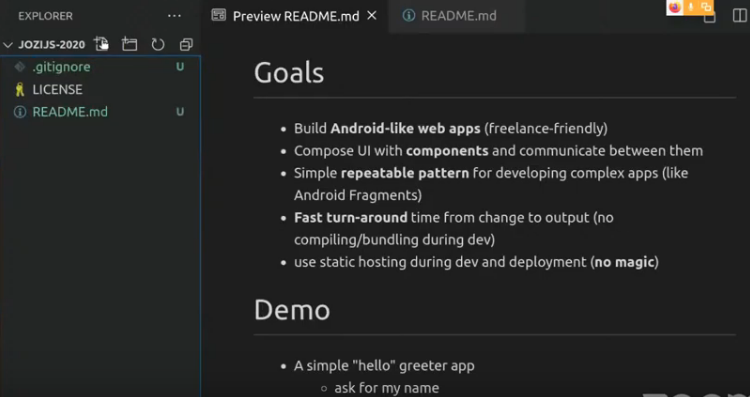 EXPLORER
JOZIJS-2020
.gitignore U
LICENSE
README.md U
Preview README.md
README.md
Goals
Build Android-like web apps (freelance-friendly)
Compose UI with components and communicate between them
Simple repeatable pattern for developing complex apps (like
Android Fragments)
Fast turn-around time from change to output (no
compiling/bundling during dev)
use static hosting during dev and deployment (no magic)
Demo
A simple "hello" greeter app
ask for my name